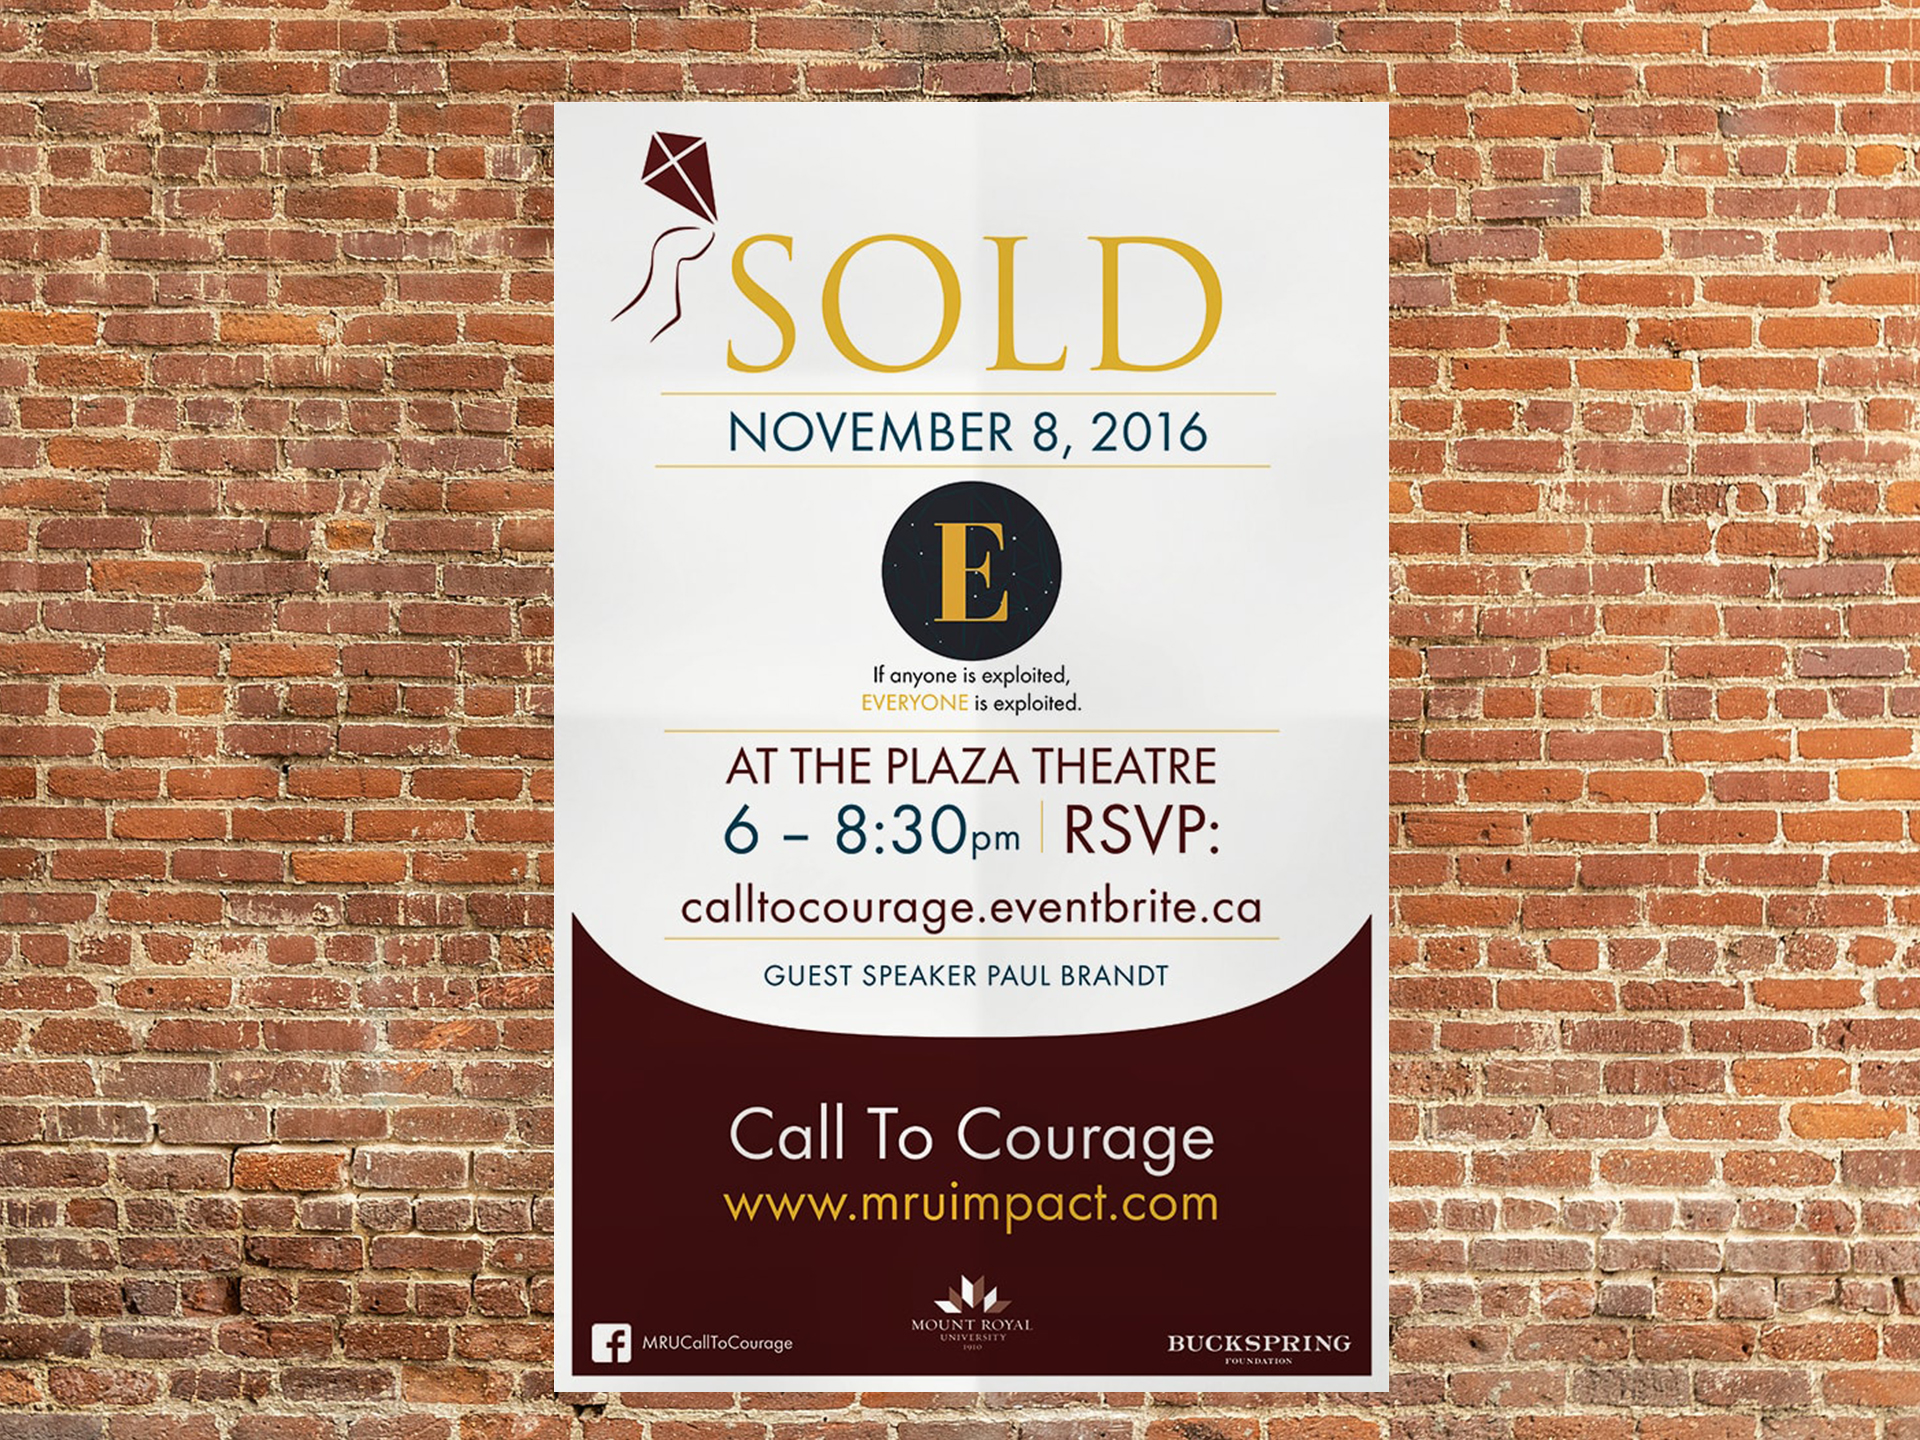 SOLD
NOVEMBER 8, 2016
E
If anyone is exploited,
EVERYONE is exploited.
AT THE PLAZA THEATRE
6 – 8:30pm | RSVP:
calltocourage.eventbrite.ca
GUEST SPEAKER PAUL BRANDT
Call To Courage
www.mruimpact.com
f MRUCallToCourage
MOUNT ROYAL
UNIVERSITY
1910
BUCKSPRING
FOUNDATION